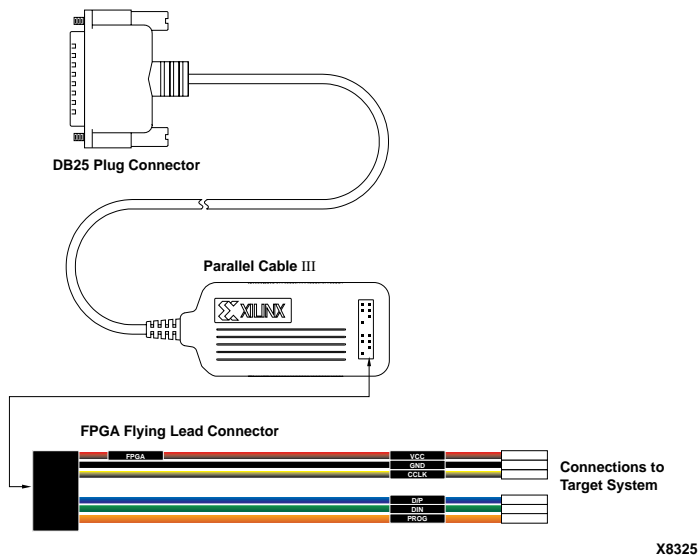 DB25 Plug Connector
Parallel Cable III
XILINX
FPGA Flying Lead Connector
FPGA
VCC
GND
CCLK
D/P
DIN
PROG
Connections to
Target System
X8325